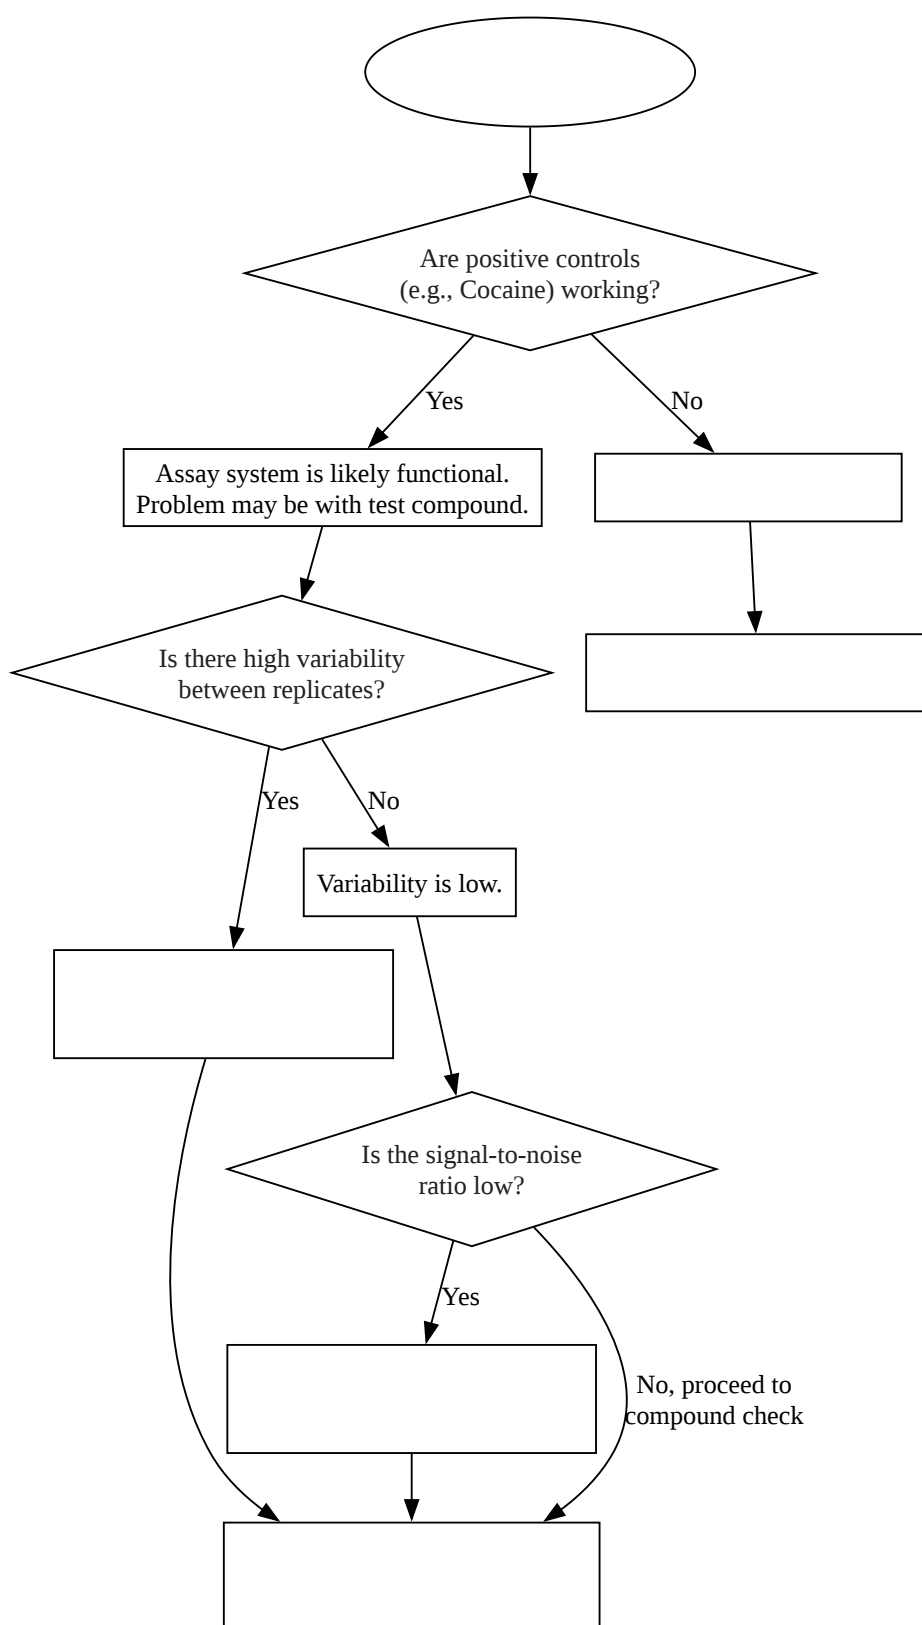 Are positive controls
(e.g., Cocaine) working?
Yes
No
Assay system is likely functional.
Problem may be with test compound.
Is there high variability
between replicates?
Yes
No
Variability is low.
Is the signal-to-noise
ratio low?
Yes
No, proceed to
compound check